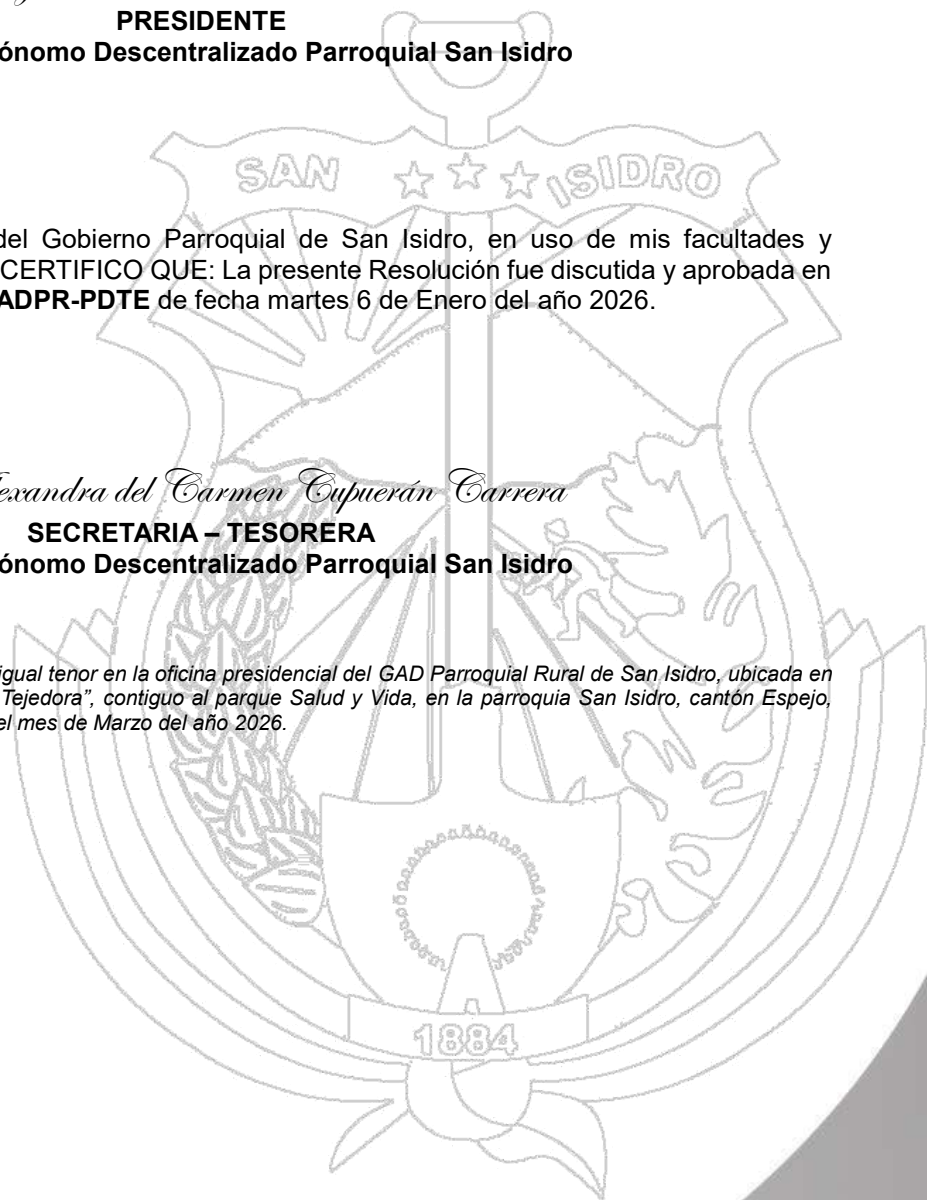 PRESIDENTE
ónomo Descentralizado Parroquial San Isidro
SAN ISIDRO
del Gobierno Parroquial de San Isidro, en uso de mis facultades y
CERTIFICO QUE: La presente Resolución fue discutida y aprobada en
ADPR-PDTE de fecha martes 6 de Enero del año 2026.
exandra del Carmen Cupuerán Carrera
SECRETARIA – TESORERA
ónomo Descentralizado Parroquial San Isidro
igual tenor en la oficina presidencial del GAD Parroquial Rural de San Isidro, ubicada en
Tejedora”, contiguo al parque Salud y Vida, en la parroquia San Isidro, cantón Espejo,
el mes de Marzo del año 2026.
1884